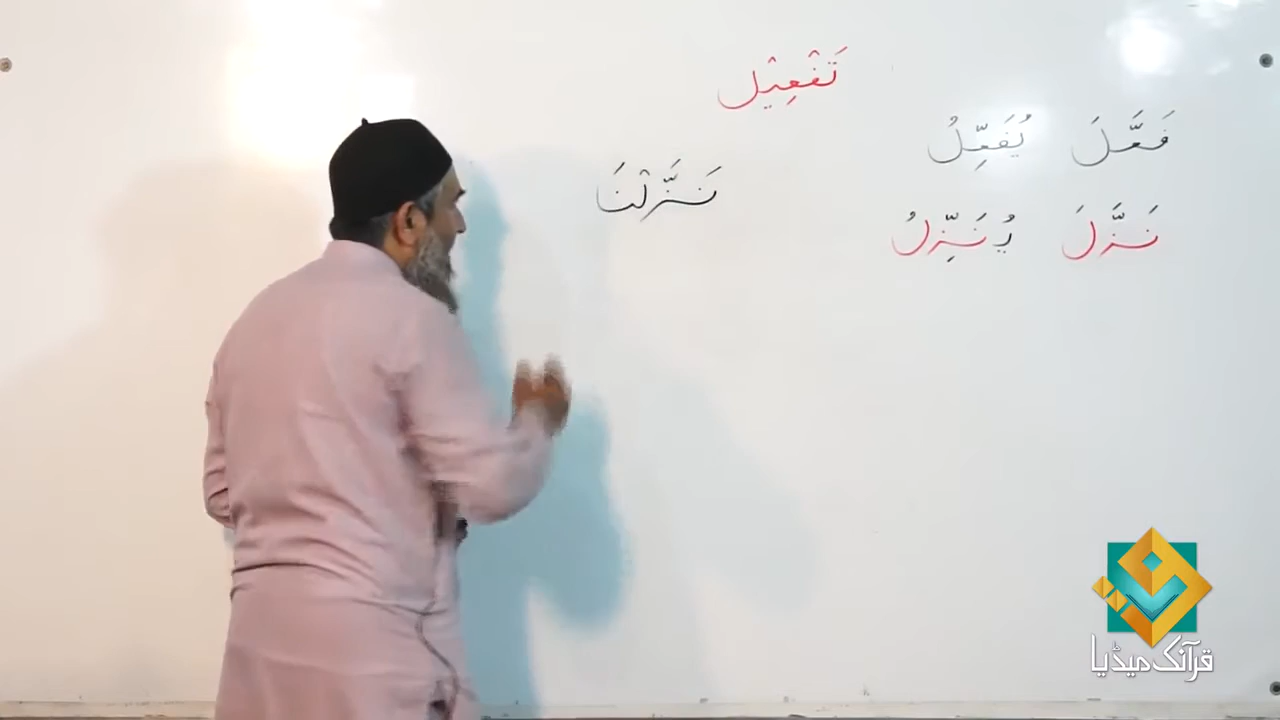 تَفْعِيْل
فَعَّلَ يُفَعِّلُ
نَزَّلْنَا
نَزَّلَ يُنَزِّلُ
قرآنک میڈیا